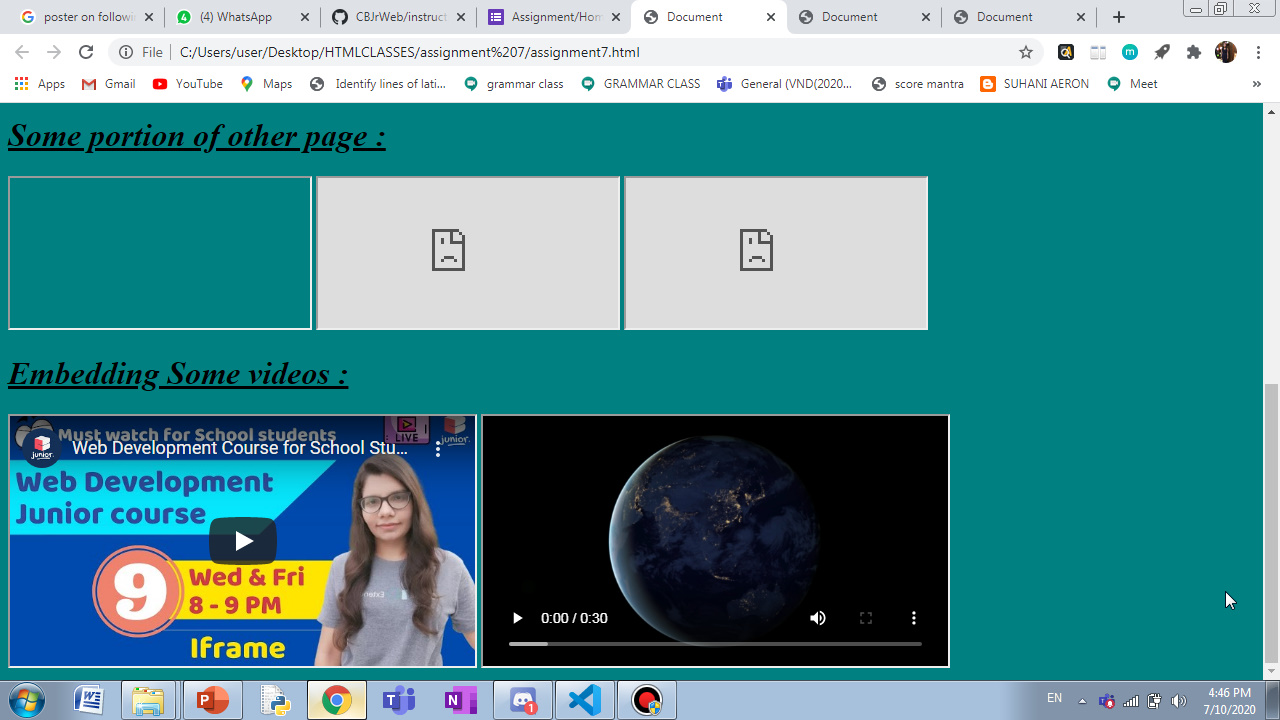 poster on followi
(4) WhatsApp
CBJrWeb/instruct
Assignment/Hom
Document
Document
Document
File
C:/Users/user/Desktop/HTMLCLASSES/assignment%207/assignment7.html
Apps
Gmail
YouTube
Maps
Identify lines of lati...
grammar class
GRAMMAR CLASS
General (VND(2020...
score mantra
SUHANI AERON
Meet
Some portion of other page :
Embedding Some videos :
Must watch for School students
LIVE
junior.
junior.
Web Development Course for School Stu...
Web Development
Junior course
9
Wed & Fri
8 - 9 PM
Iframe
0:00 / 0:30
EN
4:46 PM
7/10/2020